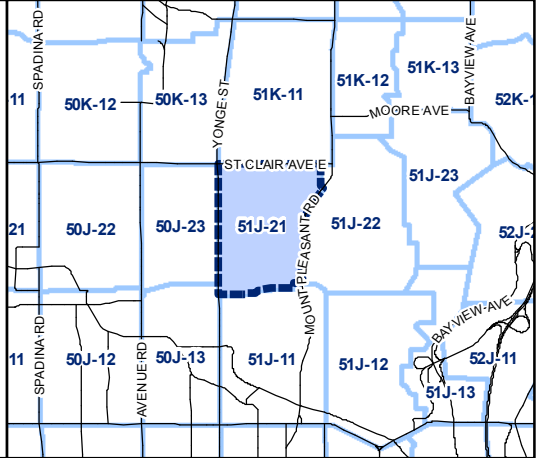 SPADINA RD
YONGE ST
BAYVIEW AVE
11
50K-12
50K-13
51K-11
51K-12
51K-13
52K-1
MOORE AVE
ST CLAIR AVE E
51J-23
21
50J-22
50J-23
51J-21
51J-22
52J-2
MOUNT PLEASANT RD
BAYVIEW AVE
SPADINA RD
AVENUE RD
11
50J-12
50J-13
51J-11
51J-12
51J-13
52J-11